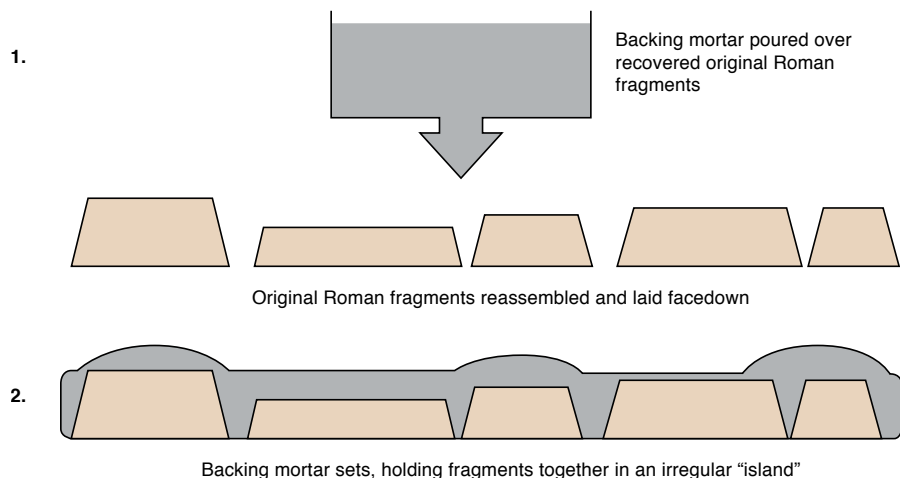 1.
Backing mortar poured over
recovered original Roman
fragments
Original Roman fragments reassembled and laid facedown
2.
Backing mortar sets, holding fragments together in an irregular “island”